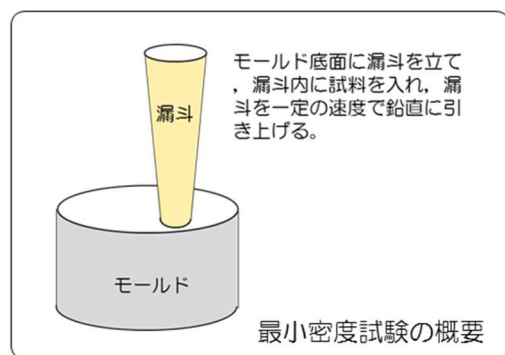 モールド底面に漏斗を立て
，漏斗内に試料を入れ，漏
斗を一定の速度で鉛直に引
き上げる。
漏斗
モールド
最小密度試験の概要